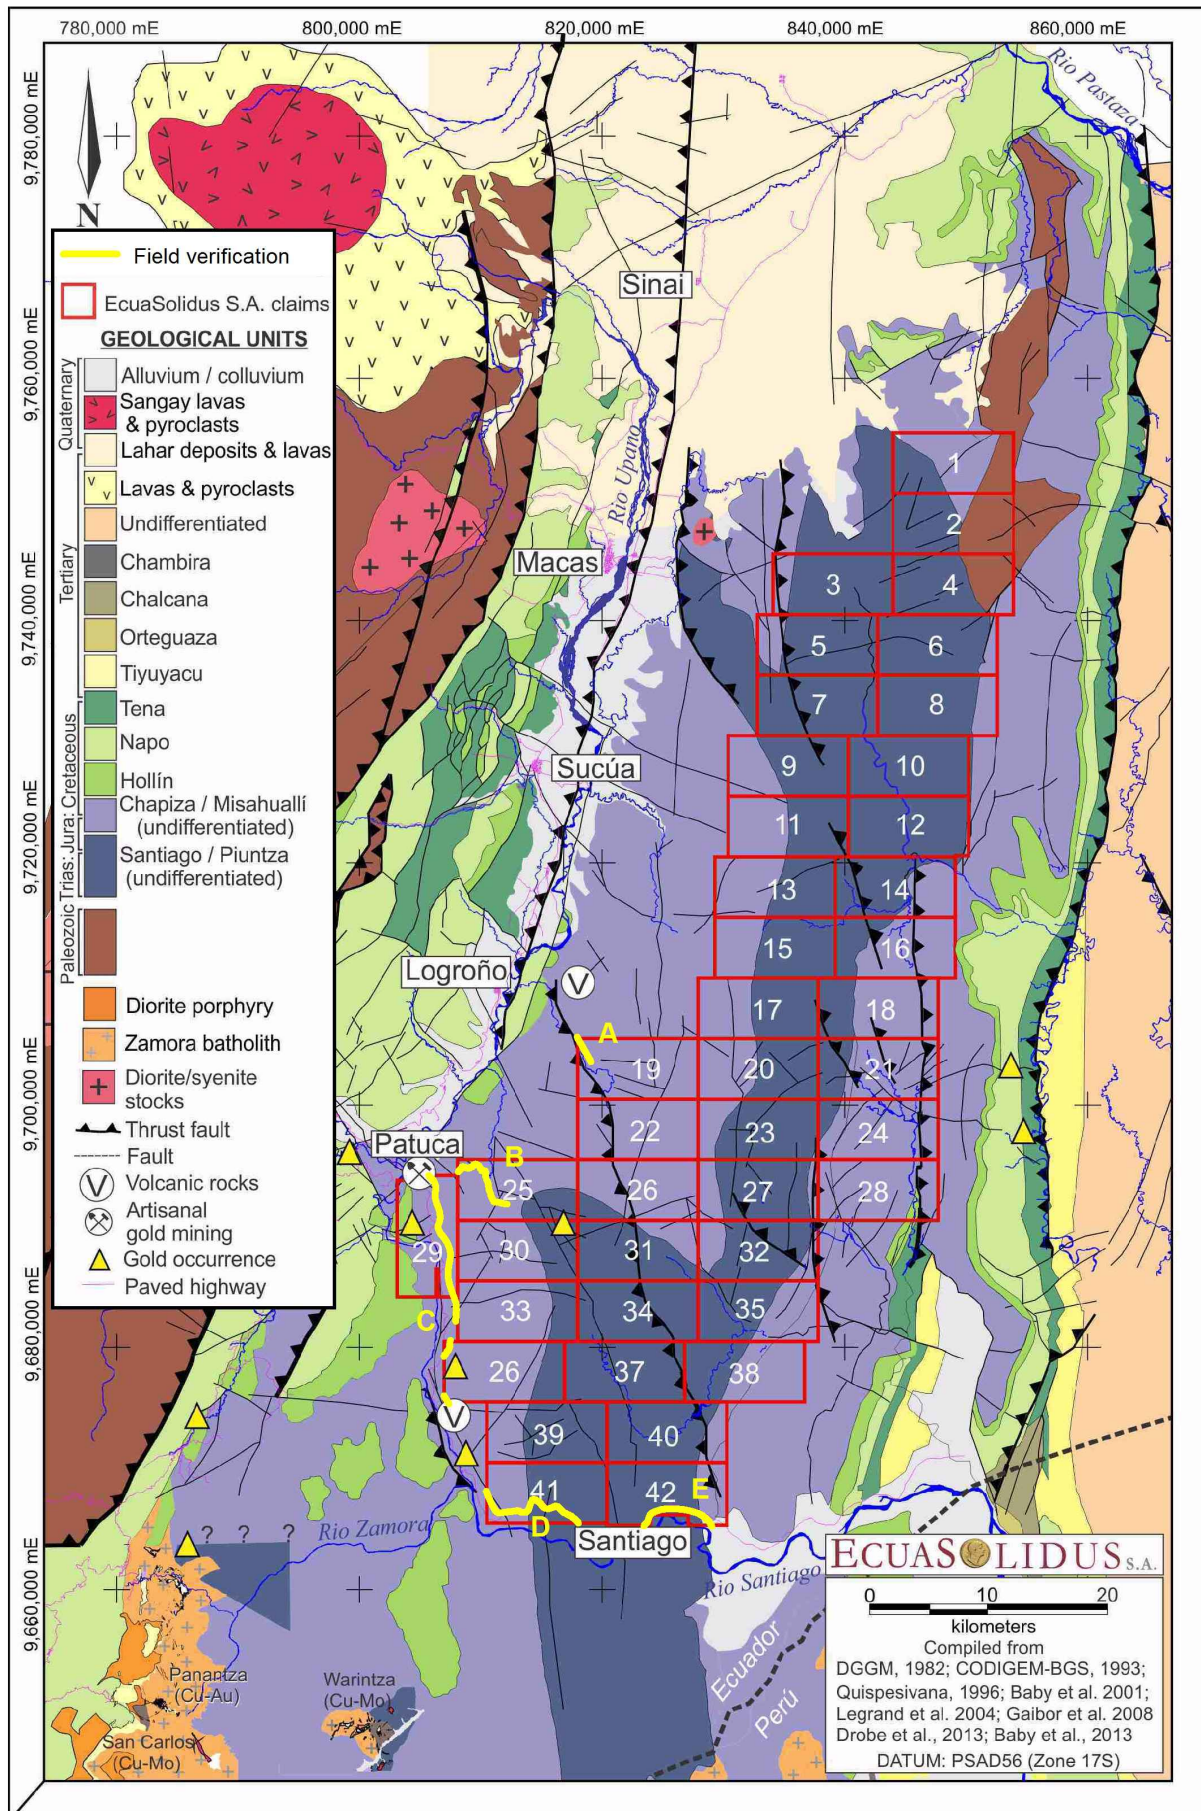 780,000 mE
800,000 mE
820,000 mE
840,000 mE
860,000 mE
9,780,000 mE
9,760,000 mE
9,740,000 mE
9,720,000 mE
9,700,000 mE
9,680,000 mE
9,660,000 mE
N
Field verification
EcuaSolidus S.A. claims
GEOLOGICAL UNITS
Quaternary
Tertiary
Cretaceous
Jura:
Trias:
Paleozoic
Alluvium / colluvium
Sangay lavas
& pyroclasts
Lahar deposits & lavas
Lavas & pyroclasts
Undifferentiated
Chambira
Chalcana
Orteguaza
Tiyuyacu
Tena
Napo
Hollín
Chapiza / Misahuallí
(undifferentiated)
Santiago / Piuntza
(undifferentiated)
Diorite porphyry
Zamora batholith
Diorite/syenite
stocks
Thrust fault
Fault
V Volcanic rocks
Artisanal
gold mining
Gold occurrence
Paved highway
Rio Pastaza
Sinai
Rio Upano
Macas
Sucúa
Logroño
V
Patuca
1
2
3
4
5
6
7
8
9
10
11
12
13
14
15
16
17
18
A
19
20
21
22
23
24
B
25
26
27
28
29
30
31
32
C
33
34
35
26
37
38
V
39
40
41
42
D
E
Santiago
Rio Zamora
Rio Santiago
? ? ?
Panantza
(Cu-Au)
San Carlos
(Cu-Mo)
Warintza
(Cu-Mo)
Ecuador
Perú
ECUASOLIDUS S.A.
0 10 20
kilometers
Compiled from
DGGM, 1982; CODIGEM-BGS, 1993;
Quispesivana, 1996; Baby et al. 2001;
Legrand et al. 2004; Gaibor et al. 2008
Drobe et al., 2013; Baby et al., 2013
DATUM: PSAD56 (Zone 17S)